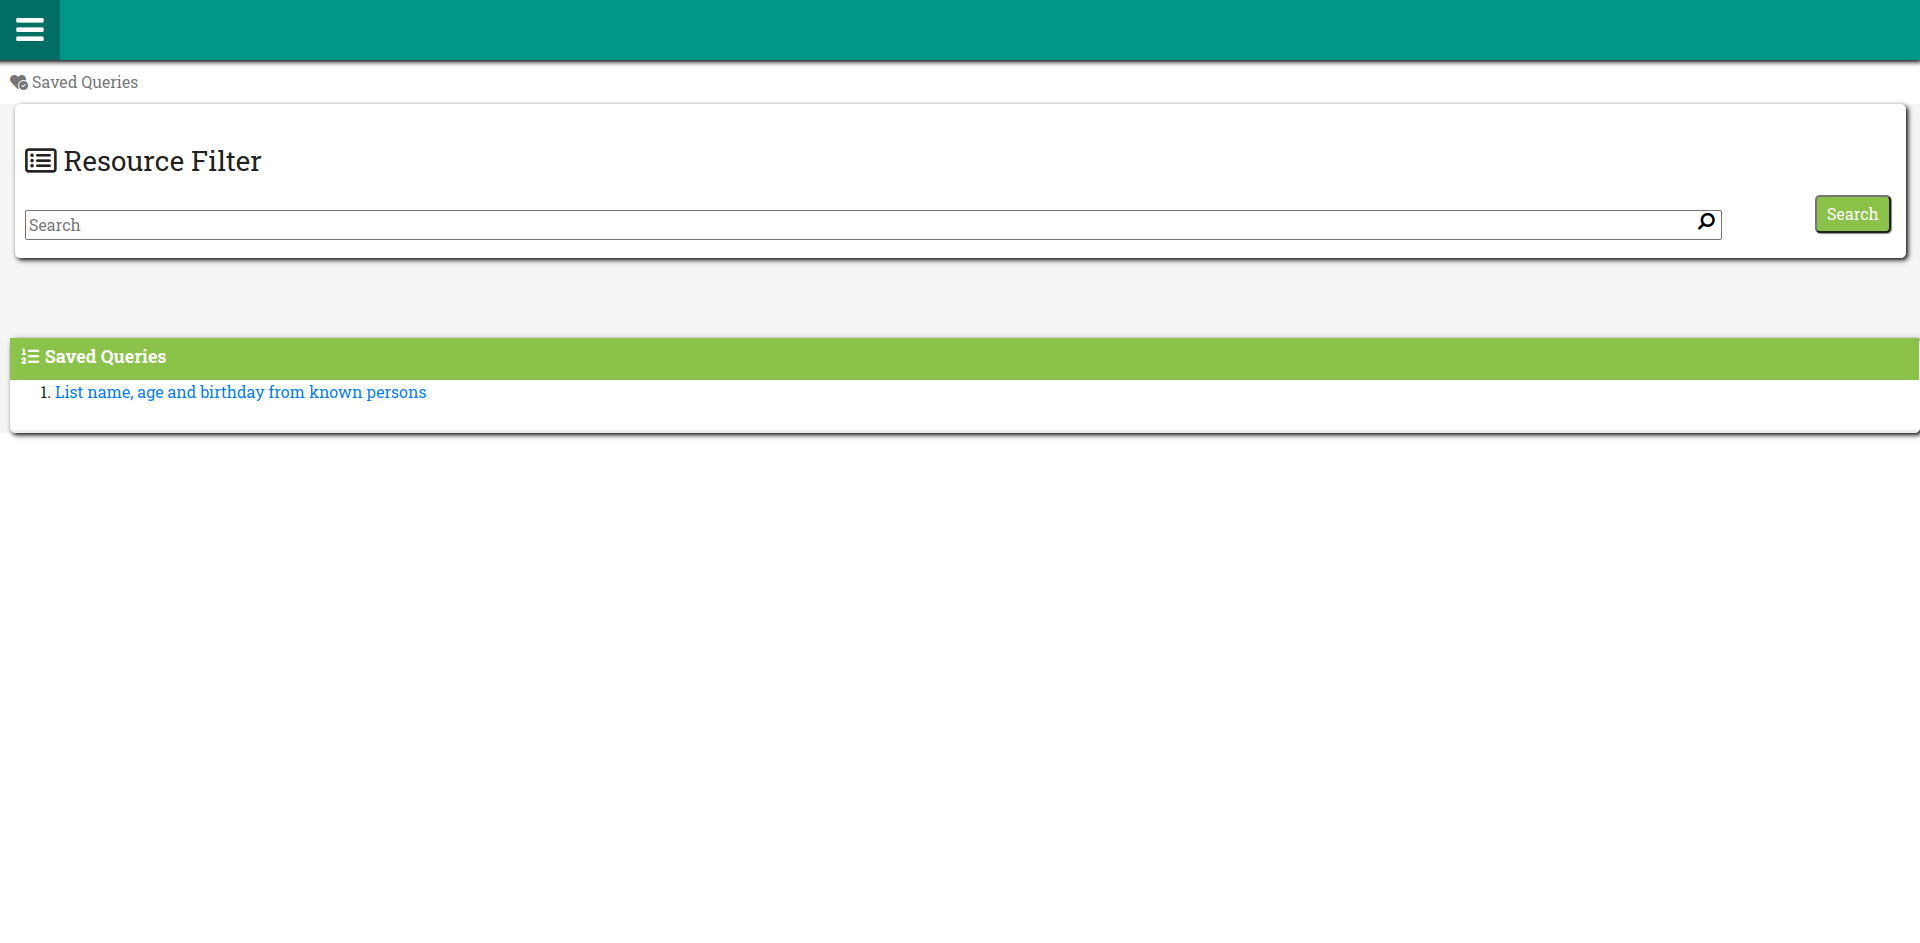 Saved Queries
Resource Filter
Search
Search
Saved Queries
1. List name, age and birthday from known persons